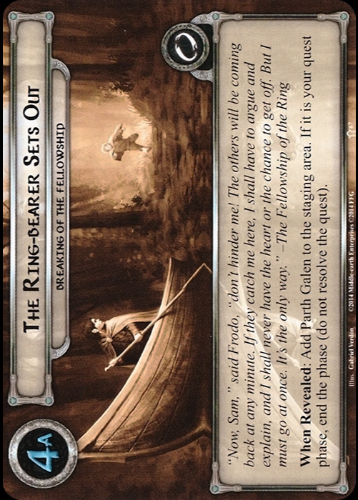 4A
The Ring-bearer Sets Out
Breaking of the Fellowship
"Now, Sam," said Frodo, "don't hinder me! The others will be coming
back at any minute. If they catch me here, I shall have to argue and
explain, and I shall never have the heart or the chance to get off. But I
must go at once. It's the only way." –The Fellowship of the Ring
When Revealed: Add Parth Galen to the staging area. If it is your quest
phase, end the phase (do not resolve the quest).
Illus. Gabriel Verdon ©2014 Middle-earth Enterprises ©2014 FFG